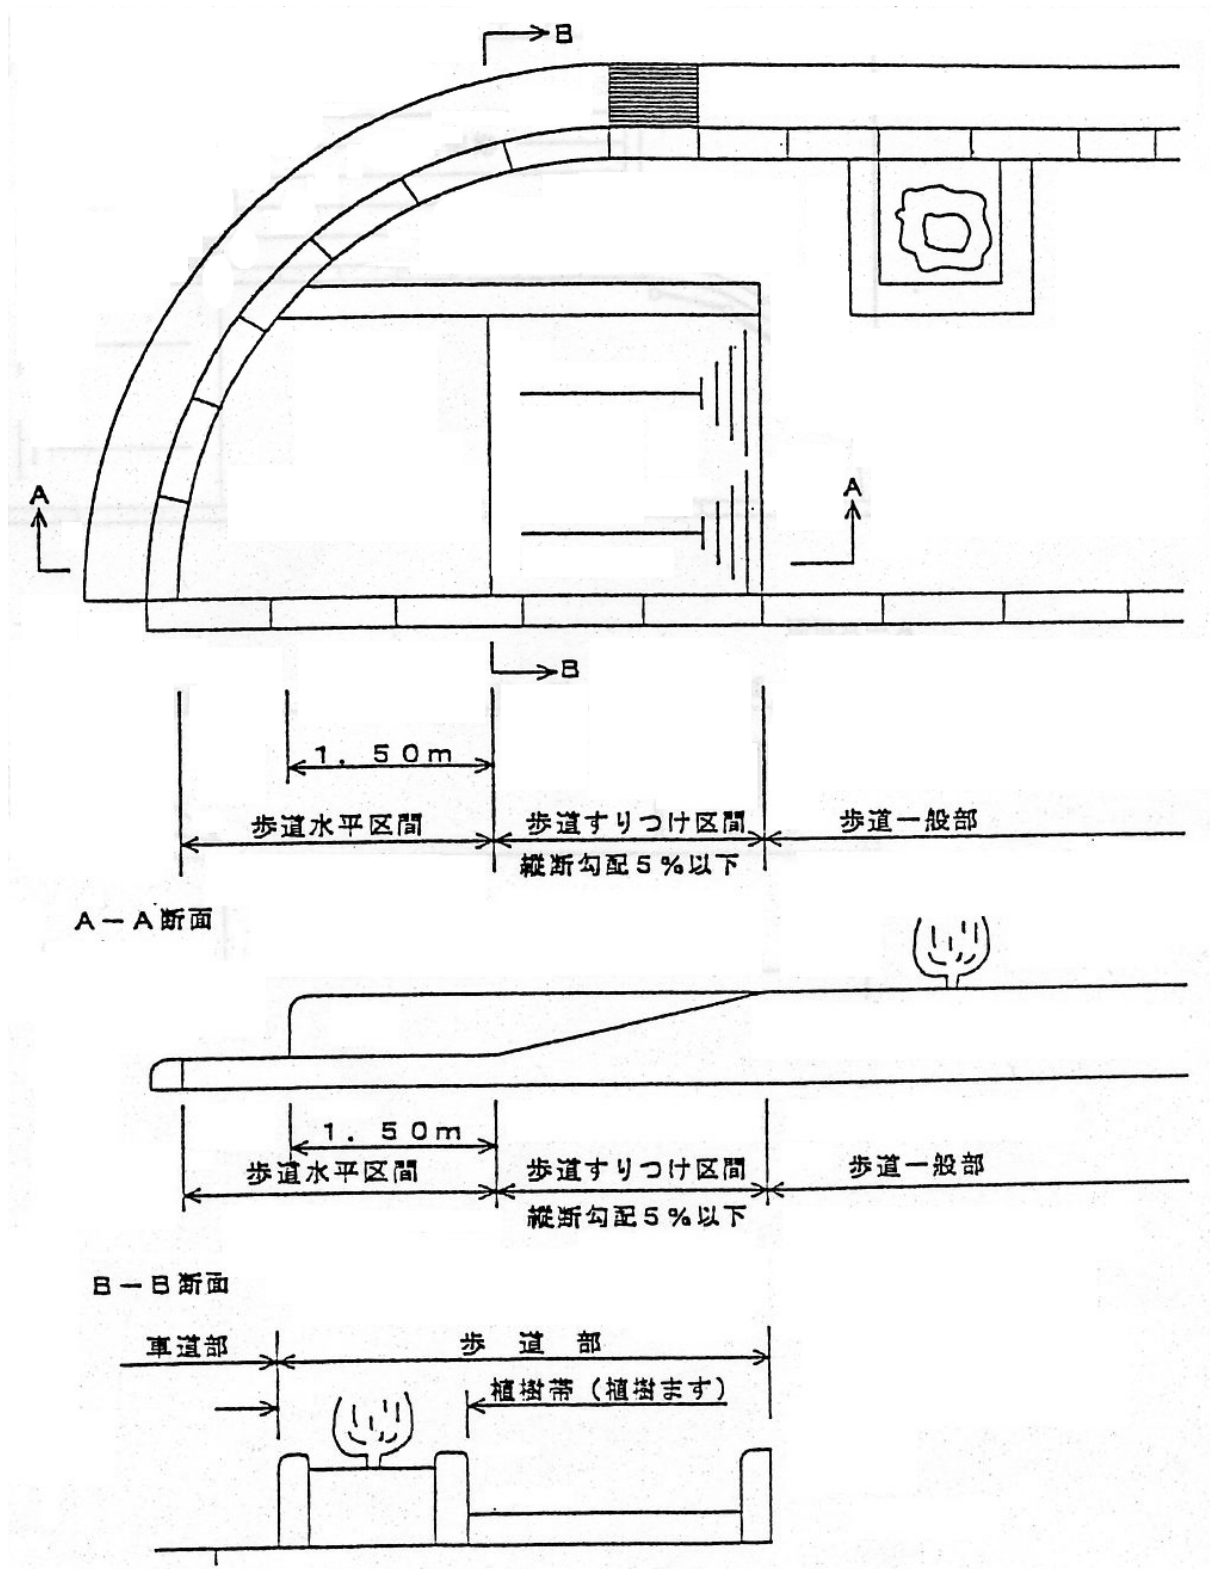 B
A
A
B
1.50m
歩道水平区間
歩道すりつけ区間
歩道一般部
縦断勾配5%以下
A－A断面
1.50m
歩道水平区間
歩道すりつけ区間
歩道一般部
縦断勾配5%以下
B－B断面
車道部
歩道部
植樹帯（植樹ます）